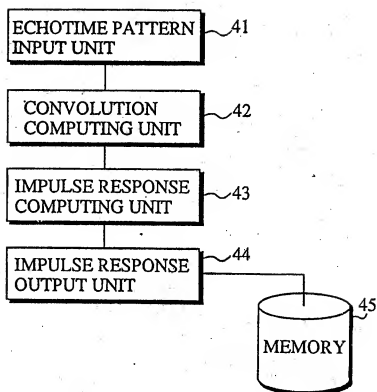 ECHOTIME PATTERN
INPUT UNIT
41
CONVOLUTION
COMPUTING UNIT
42
IMPULSE RESPONSE
COMPUTING UNIT
43
IMPULSE RESPONSE
OUTPUT UNIT
44
45
MEMORY